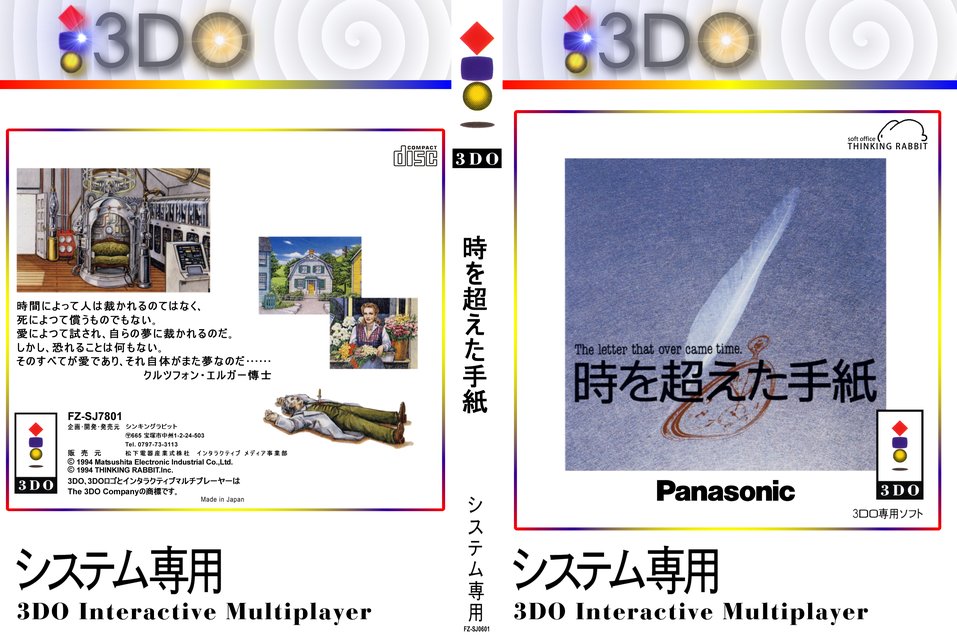 3DO
COMPACT
disc
時間によって人は裁かれるのではなく、
死によって償うものでもない。
愛によって試され、自らの夢に裁かれるのだ。
しかし、恐れることは何もない。
そのすべてが愛であり、それ自体がまた夢なのだ……
クルツフォン・エルガー博士
3DO
FZ-SJ7801
企画・開発・発売元 シンキングラビット
〒665 宝塚市中州1-2-24-503
Tel. 0797-73-3113
販売元 松下電器産業式株社 インタラクティブ メディア事業部
© 1994 Matsushita Electronic Industrial Co.,Ltd.
© 1994 THINKING RABBIT.Inc.
3DO,3DOロゴとインタラクティブマルチプレーヤーは
The 3DO Companyの商標です。
Made in Japan
システム専用
3DO Interactive Multiplayer
3DO
時を超えた手紙
システム専用
FZ-SJ0601
3DO
soft office
THINKING RABBIT
The letter that over came time.
時を超えた手紙
Panasonic
3DO
3DO専用ソフト
システム専用
3DO Interactive Multiplayer